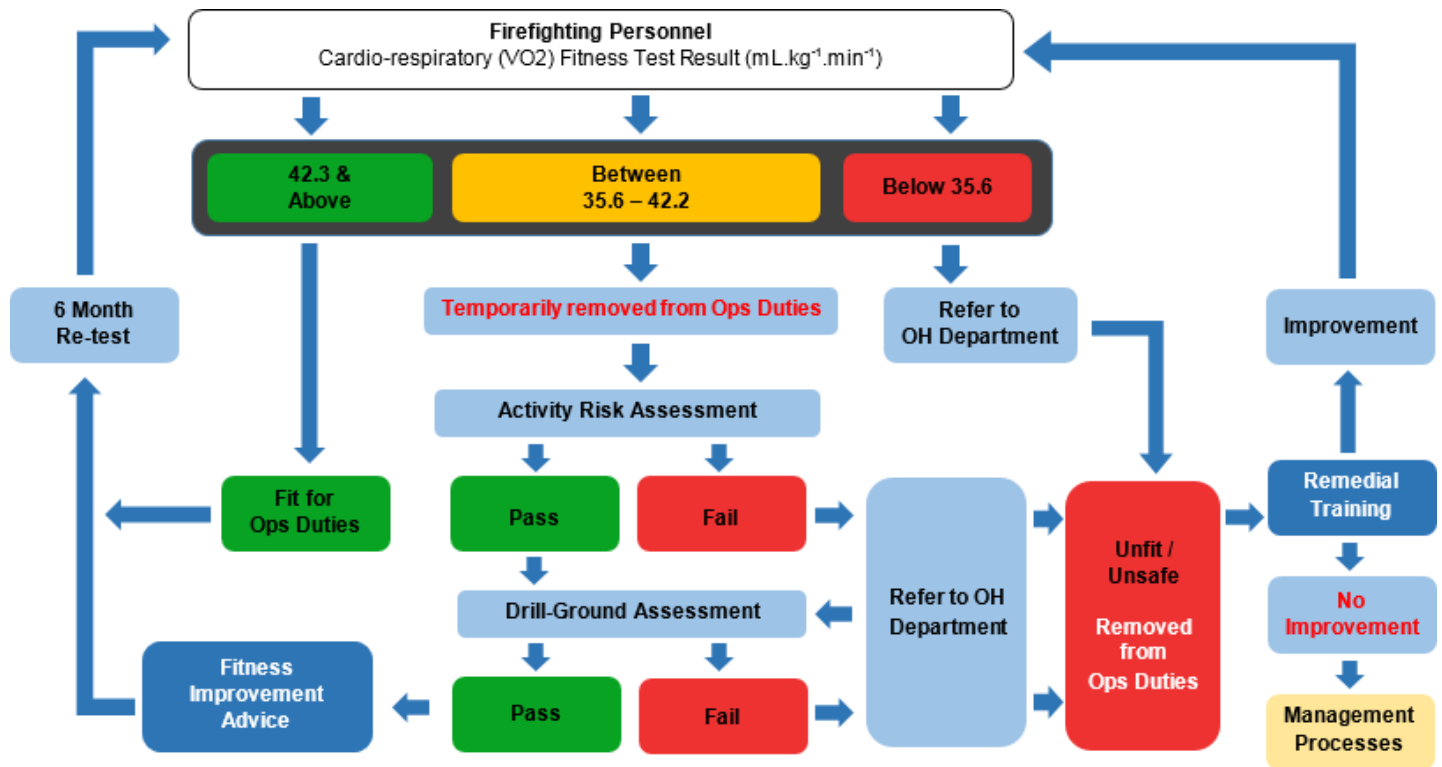 Firefighting Personnel
Cardio-respiratory (VO2) Fitness Test Result (mL.kg⁻¹.min⁻¹)
42.3 &
Above
Between
35.6 – 42.2
Below 35.6
6 Month
Re-test
Temporarily removed from Ops Duties
Refer to
OH Department
Improvement
Activity Risk Assessment
Fit for
Ops Duties
Pass
Fail
Refer to OH
Department
Unfit /
Unsafe
Removed
from
Ops Duties
Remedial
Training
Drill-Ground Assessment
No
Improvement
Fitness
Improvement
Advice
Pass
Fail
Management
Processes